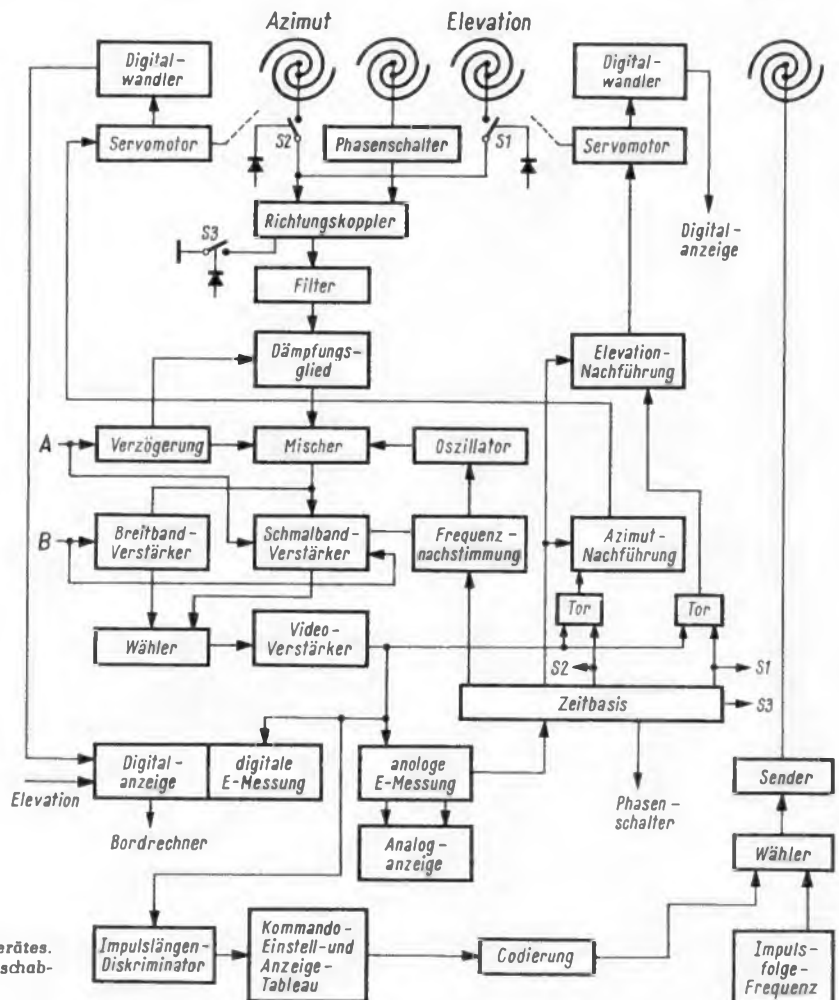 Azimut
Elevation
Digital-
wandler
Digital-
wandler
Servomotor
S2
Phasenschalter
S1
Servomotor
Richtungskoppler
S3
Digital-
anzeige
Filter
Dämpfungs-
glied
Elevation-
Nachführung
A
Verzögerung
Mischer
Oszillator
B
Breitband-
Verstärker
Schmalband-
Verstärker
Frequenz-
nachstimmung
Azimut-
Nachführung
Tor
Tor
Wähler
Video-
Verstärker
S2
S1
Zeitbasis
S3
Digital-
anzeige
digitale
E-Messung
anologe
E-Messung
Elevation
Sender
Bordrechner
Phasen-
schalter
Analog-
anzeige
Wähler
erätes.
schab-
Impulslängen-
Diskriminator
Kommando-
Einstell-und
Anzeige-
Tableau
Codierung
Impuls-
folge-
Frequenz